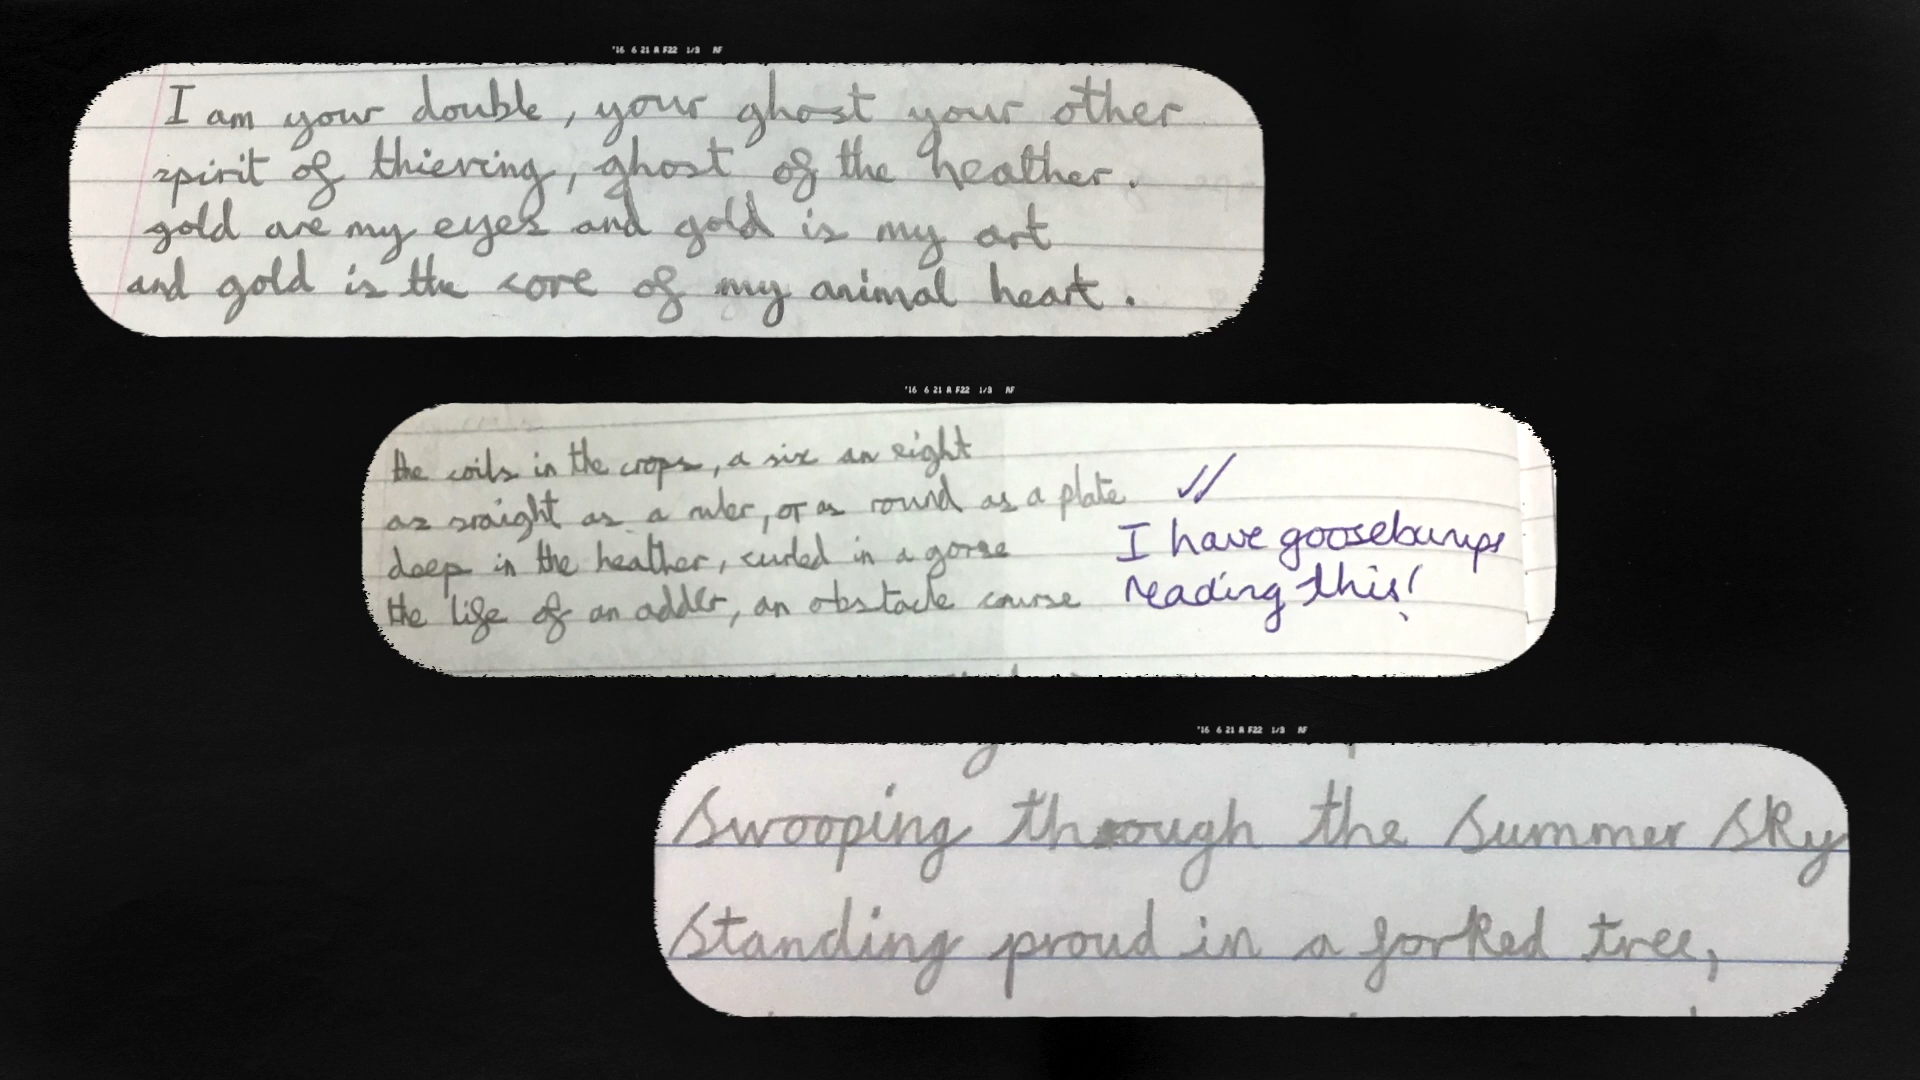 '16 6 21 A F22 1/3 AF
I am your double, your ghost your other
spirit of thieving, ghost of the heather.
gold are my eyes and gold is my art
and gold is the core of my animal heart.
'16 6 21 A F22 1/3 AF
the coils in the crops, a six an eight
as sraight as a ruler, or as round as a plate
deep in the heather, curled in a gorse
the life of an adder, an obstacle course
I have goosebumps
reading this!
'16 6 21 A F22 1/3 AF
Swooping through the Summer Sky
Standing proud in a forked tree,